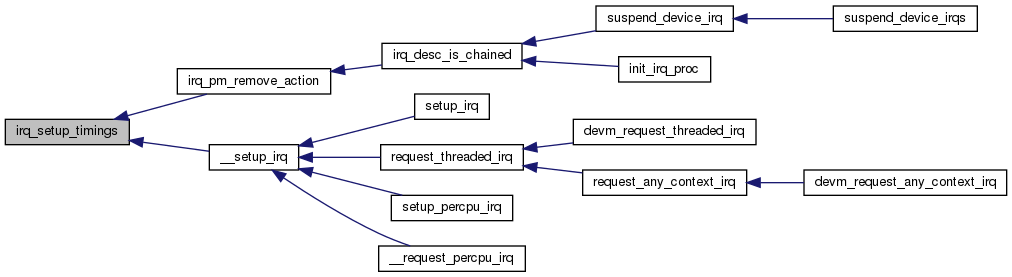 suspend_device_irq
suspend_device_irqs
irq_desc_is_chained
init_irq_proc
irq_pm_remove_action
setup_irq
irq_setup_timings
devm_request_threaded_irq
__setup_irq
request_threaded_irq
request_any_context_irq
devm_request_any_context_irq
setup_percpu_irq
__request_percpu_irq